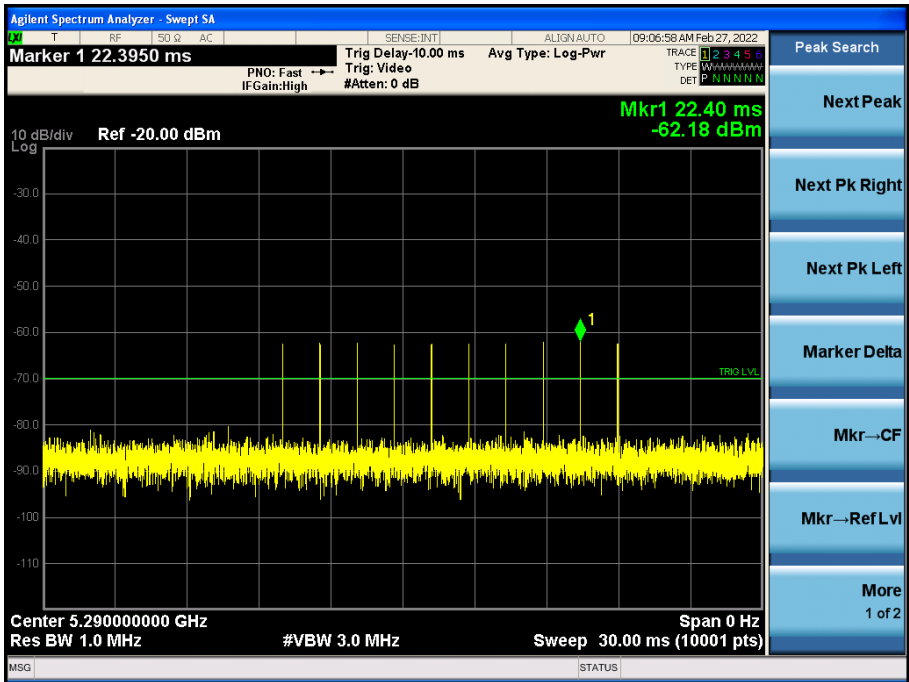 Agilent Spectrum Analyzer - Swept SA
LXI T RF 50 Ω AC SENSE:INT ALIGN AUTO 09:06:58 AM Feb 27, 2022
Marker 1 22.3950 ms
PNO: Fast
IFGain:High
Trig Delay-10.00 ms
Trig: Video
#Atten: 0 dB
Avg Type: Log-Pwr
TRACE 1 2 3 4 5 6
TYPE WWWWWWW
DET P N N N N N
Peak Search
Mkr1 22.40 ms
-62.18 dBm
10 dB/div Ref -20.00 dBm
Log
-30.0
-40.0
-50.0
-60.0
-70.0
-80.0
-90.0
-100
-110
1
TRIG LVL
Center 5.290000000 GHz Span 0 Hz
Res BW 1.0 MHz #VBW 3.0 MHz Sweep 30.00 ms (10001 pts)
MSG STATUS
Next Peak
Next Pk Right
Next Pk Left
Marker Delta
Mkr→CF
Mkr→Ref Lvl
More
1 of 2